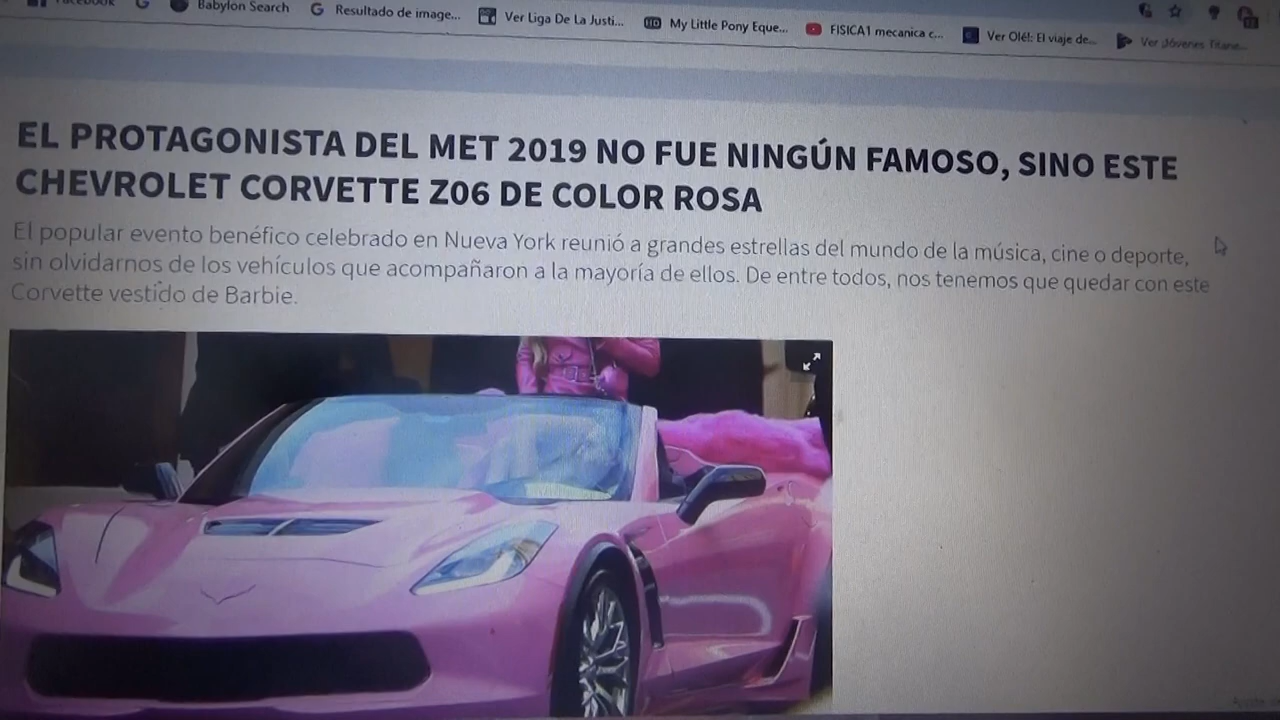 Facebook
Babylon Search
Resultado de image...
Ver Liga De La Justi...
My Little Pony Eque...
FISICA1 mecanica c...
Ver Olé!: El viaje de...
Ver Jóvenes Titane...
EL PROTAGONISTA DEL MET 2019 NO FUE NINGÚN FAMOSO, SINO ESTE
CHEVROLET CORVETTE Z06 DE COLOR ROSA
El popular evento benéfico celebrado en Nueva York reunió a grandes estrellas del mundo de la música, cine o deporte,
sin olvidarnos de los vehículos que acompañaron a la mayoría de ellos. De entre todos, nos tenemos que quedar con este
Corvette vestido de Barbie.